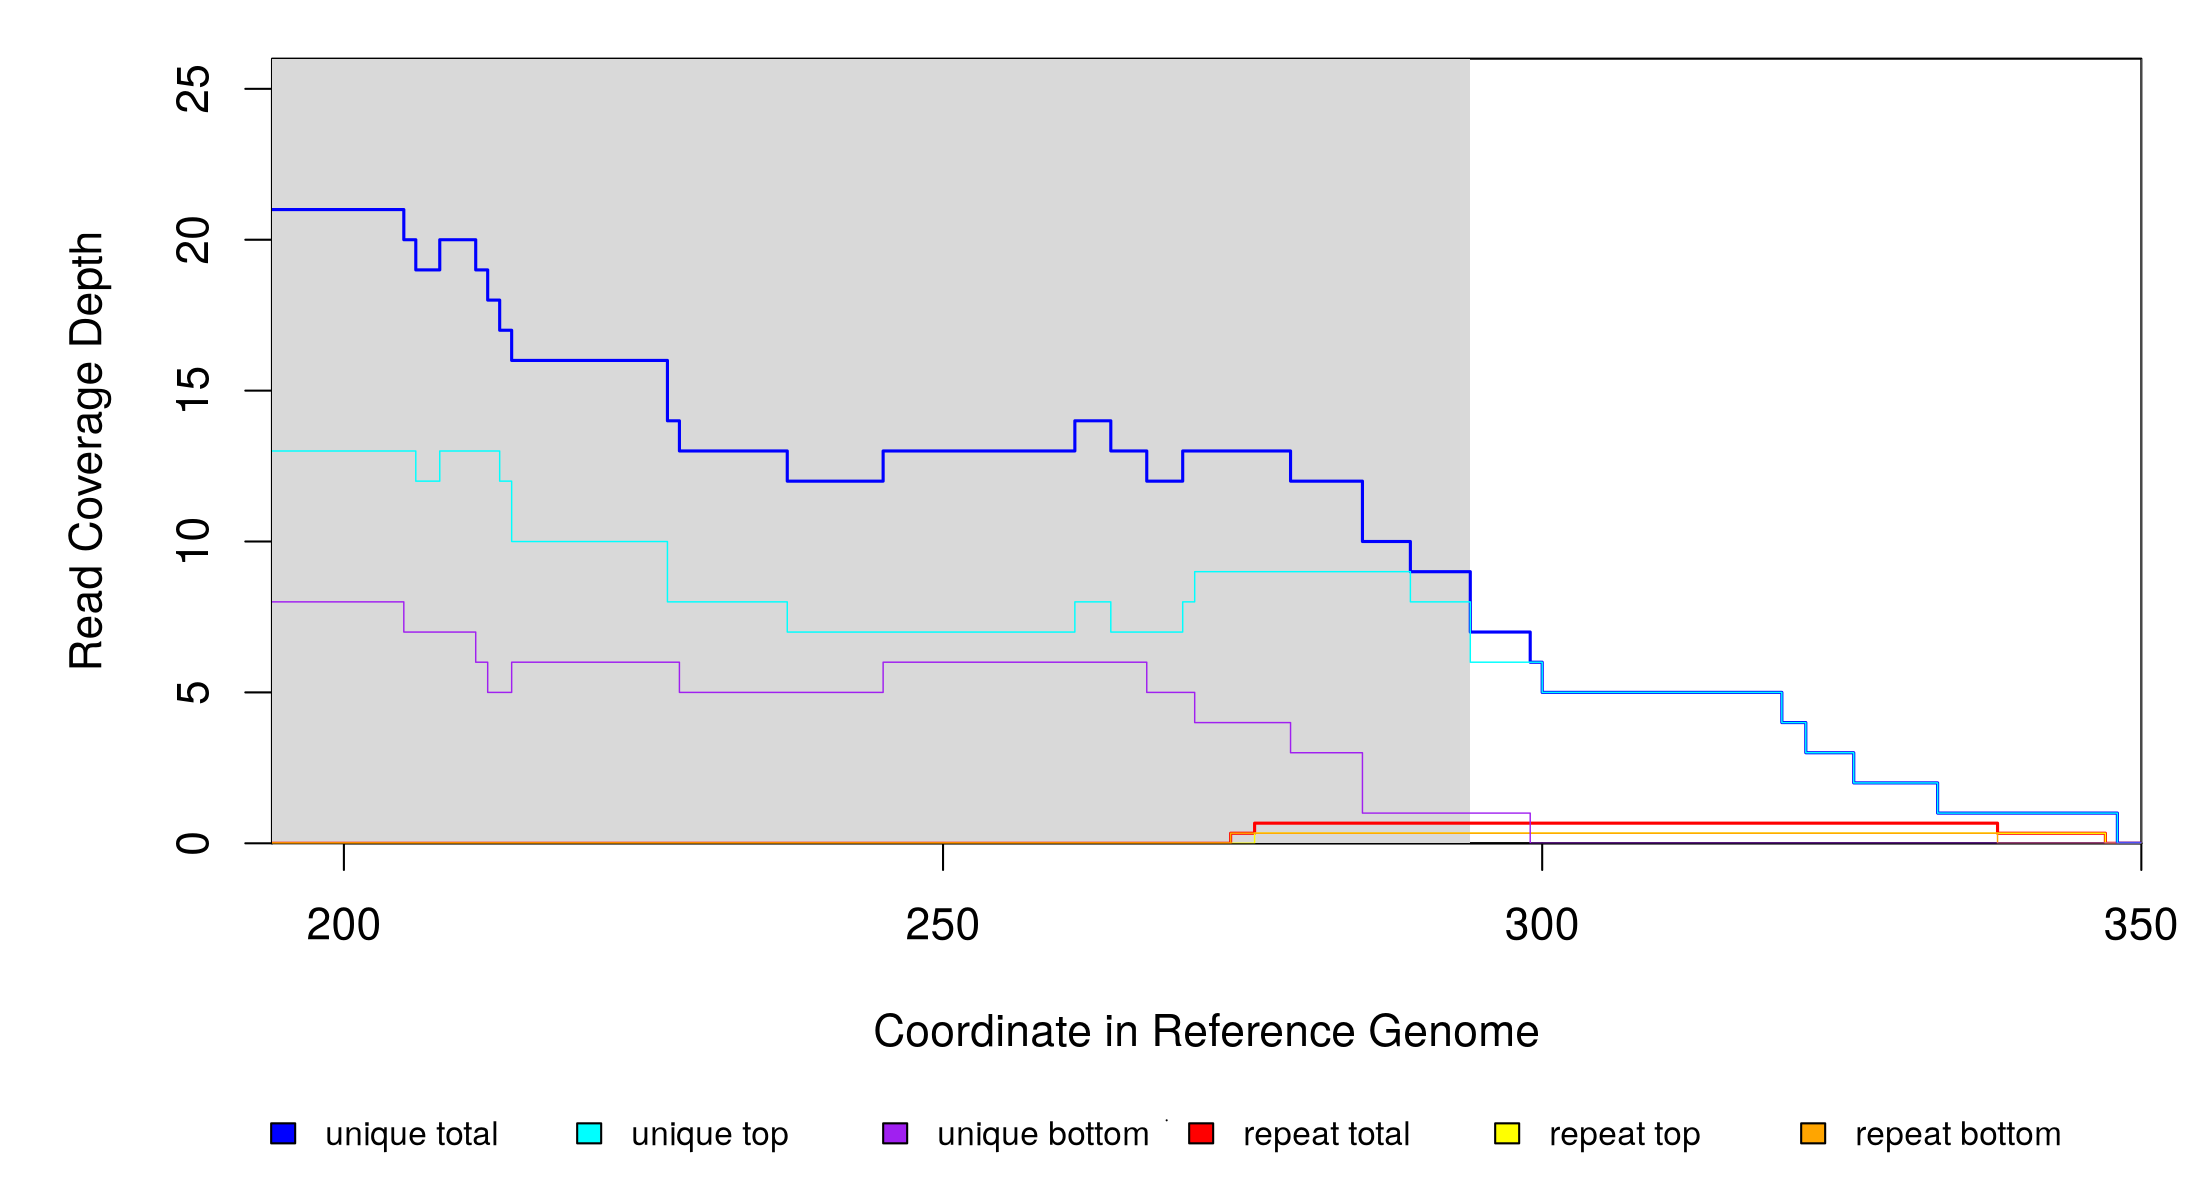 25
20
15
10
5
0
Read Coverage Depth
200 250 300 350
Coordinate in Reference Genome
unique total unique top unique bottom repeat total repeat top repeat bottom